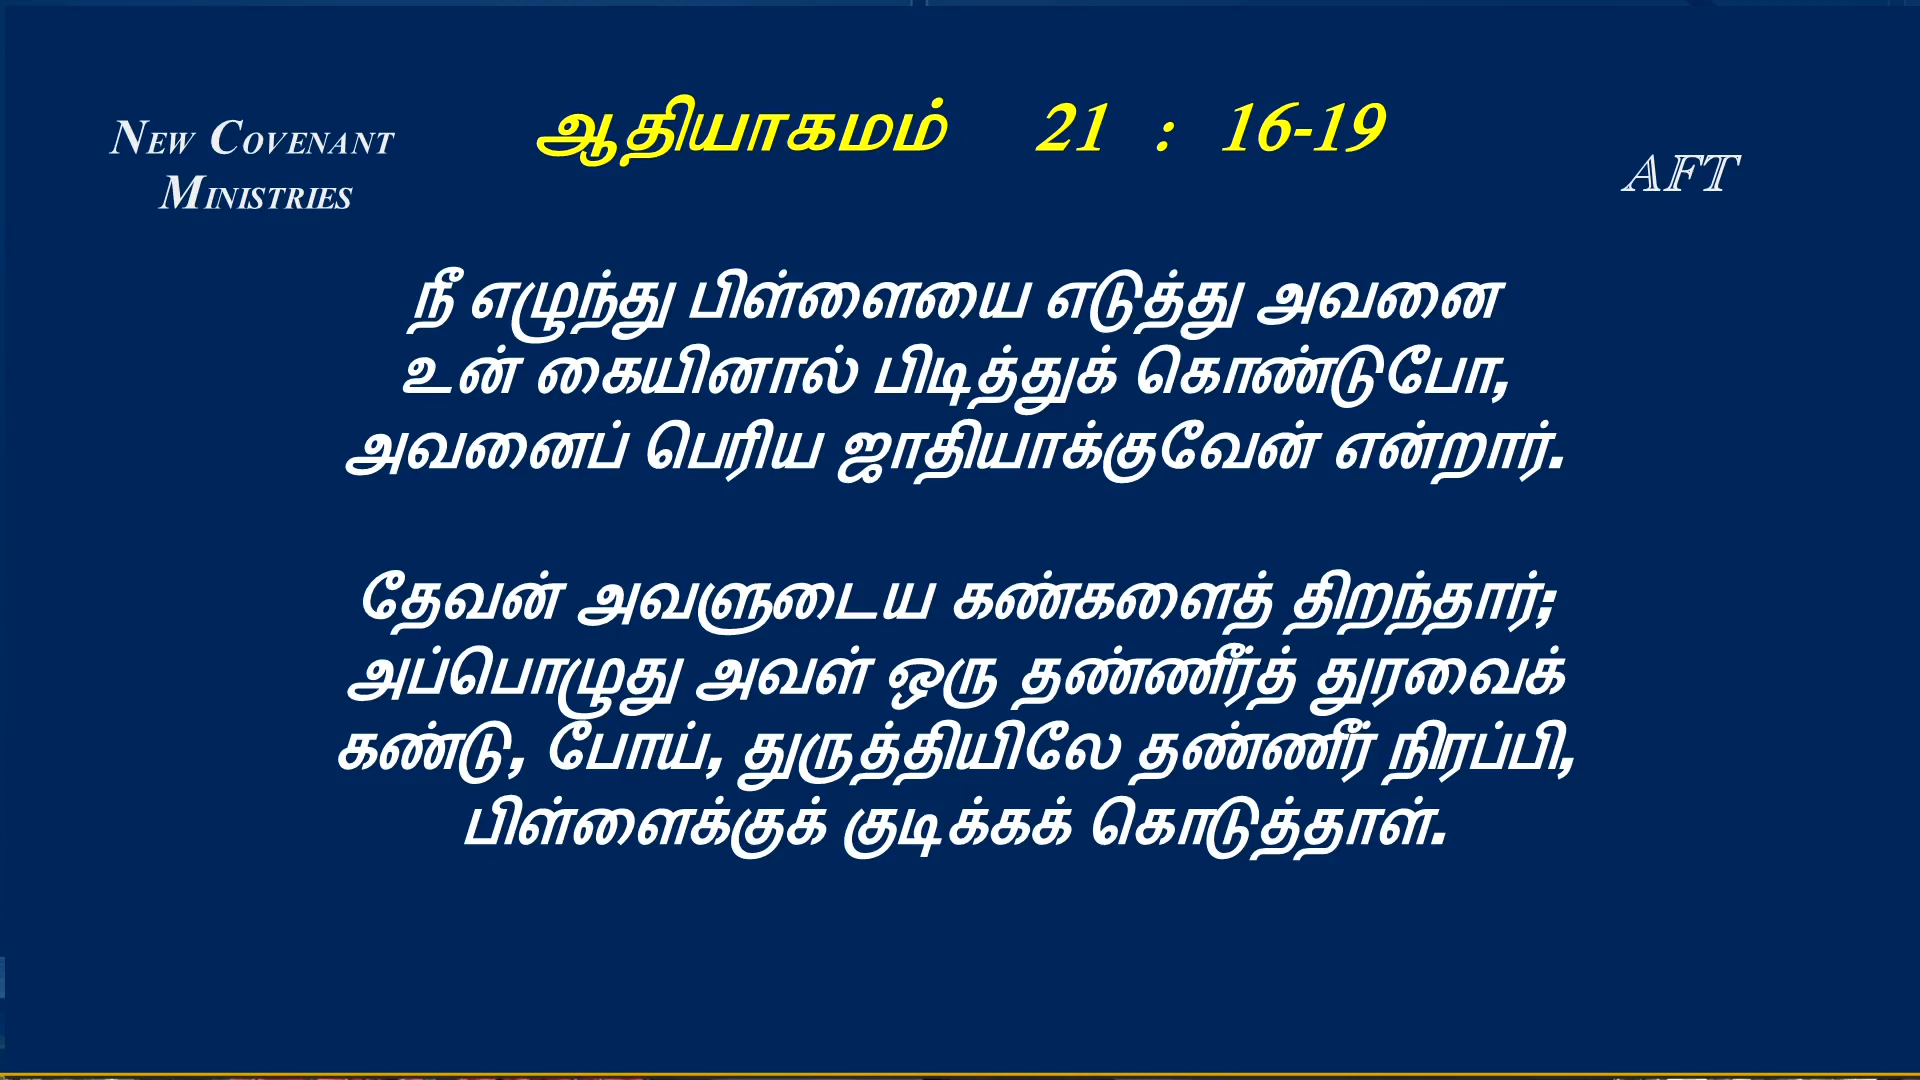 NEW COVENANT
MINISTRIES
ஆதியாகமம் 21 : 16-19
AFT
நீ எழுந்து பிள்ளையை எடுத்து அவனை
உன் கையினால் பிடித்துக் கொண்டுபோ,
அவனைப் பெரிய ஜாதியாக்குவேன் என்றார்.
தேவன் அவளுடைய கண்களைத் திறந்தார்;
அப்பொழுது அவள் ஒரு தண்ணீர்த் துரவைக்
கண்டு, போய், துருத்தியிலே தண்ணீர் நிரப்பி,
பிள்ளைக்குக் குடிக்கக் கொடுத்தாள்.